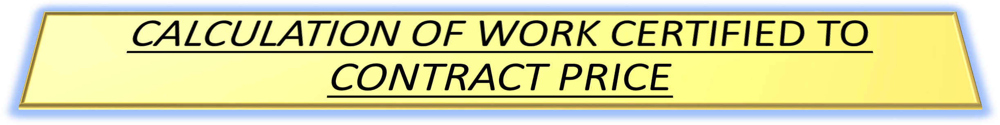 CALCULATION OF WORK CERTIFIED TO
CONTRACT PRICE